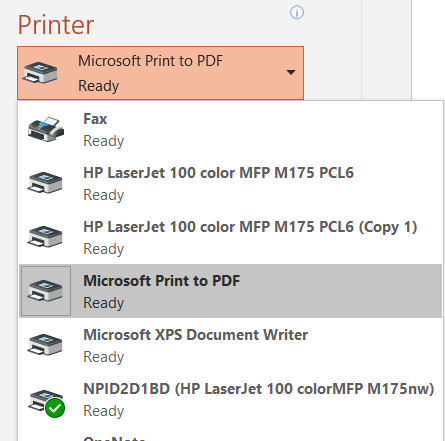 Printer
Microsoft Print to PDF
Ready
Fax
Ready
HP LaserJet 100 color MFP M175 PCL6
Ready
HP LaserJet 100 color MFP M175 PCL6 (Copy 1)
Ready
Microsoft Print to PDF
Ready
Microsoft XPS Document Writer
Ready
NPID2D1BD (HP LaserJet 100 colorMFP M175nw)
Ready
OneNote